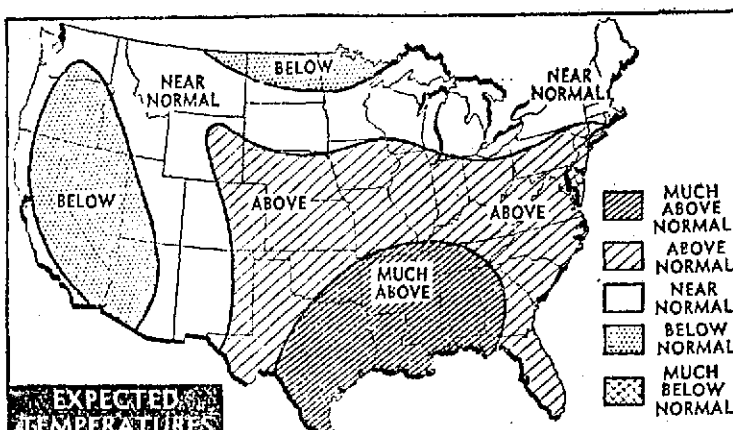 BELOW
NEAR
NORMAL
NEAR
NORMAL
BELOW
ABOVE
ABOVE
MUCH
ABOVE
MUCH
ABOVE
NORMAL
ABOVE
NORMAL
NEAR
NORMAL
BELOW
NORMAL
MUCH
BELOW
NORMAL
EXPECTED
TEMPERATURES